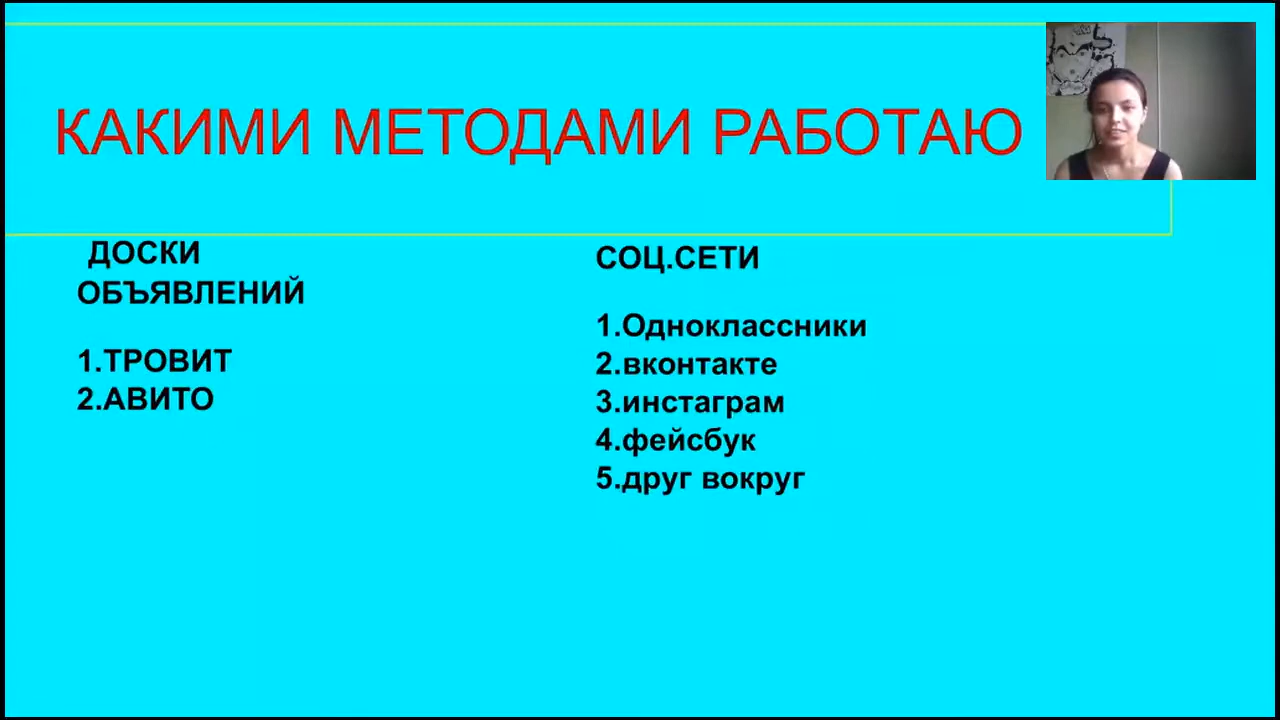 КАКИМИ МЕТОДАМИ РАБОТАЮ
ДОСКИ
ОБЪЯВЛЕНИЙ
1.ТРОВИТ
2.АВИТО
СОЦ.СЕТИ
1.Одноклассники
2.вконтакте
3.инстаграм
4.фейсбук
5.друг вокруг